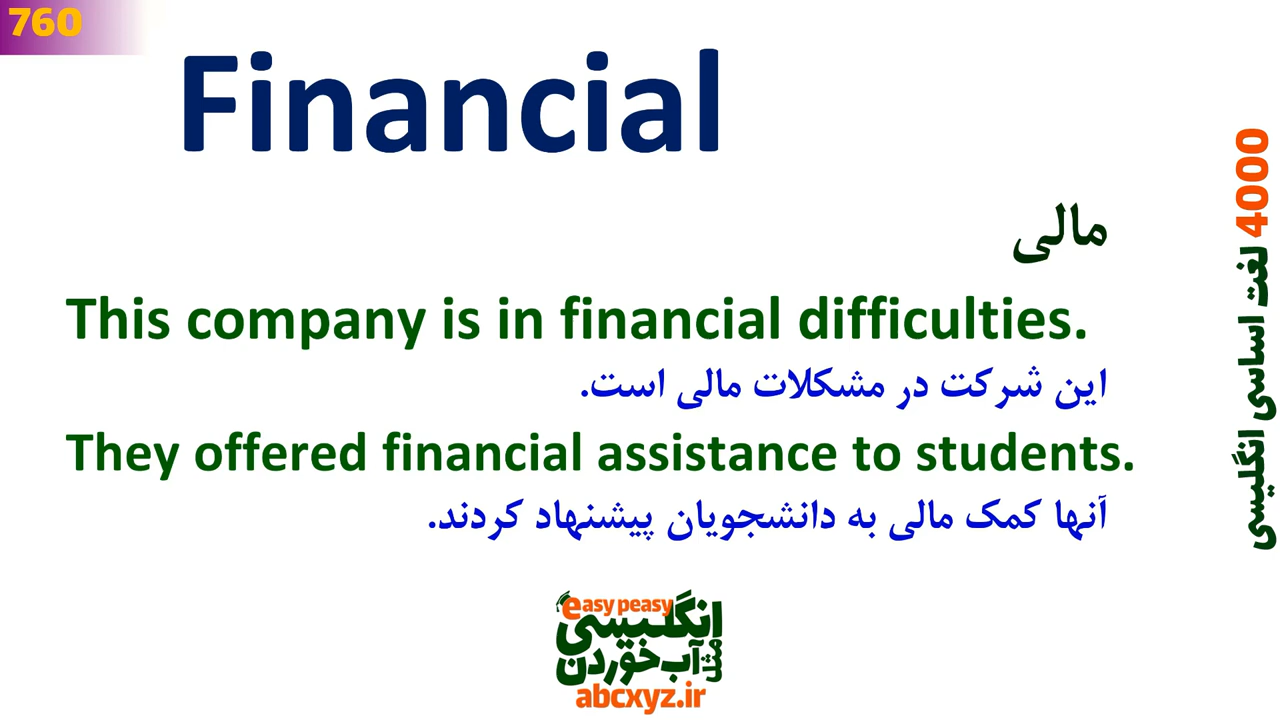 760
Financial
مالی
This company is in financial difficulties.
این شرکت در مشکلات مالی است.
They offered financial assistance to students.
آنها کمک مالی به دانشجویان پیشنهاد کردند.
4000 لغت اساسی انگلیسی
easy peasy
انگلیسی
مثل آب خوردن
abcxyz.ir